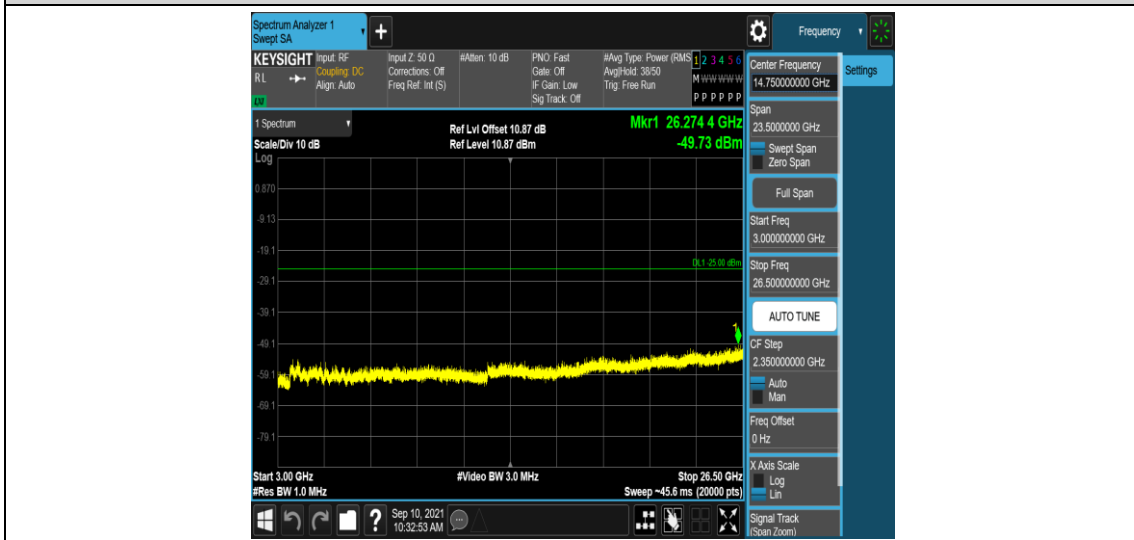 Spectrum Analyzer 1
Swept SA
+
Frequency
KEYSIGHT
RL
Input: RF
Coupling: DC
Align: Auto
Input Z: 50 Ω
Corrections: Off
Freq Ref: Int (S)
#Atten: 10 dB
PNO: Fast
Gate: Off
IF Gain: Low
Sig Track: Off
#Avg Type: Power (RMS
Avg|Hold: 38/50
Trig: Free Run
1 2 3 4 5 6
M W W W W W
P P P P P P
1 Spectrum
Scale/Div 10 dB
Log
Ref Lvl Offset 10.87 dB
Ref Level 10.87 dBm
Mkr1 26.274 4 GHz
-49.73 dBm
0.870
-9.13
-19.1
DL1 -25.00 dBm
-29.1
-39.1
1
-49.1
-59.1
-69.1
-79.1
Start 3.00 GHz
#Res BW 1.0 MHz
#Video BW 3.0 MHz
Stop 26.50 GHz
Sweep ~45.6 ms (20000 pts)
?
Sep 10, 2021
10:32:53 AM
Center Frequency
14.750000000 GHz
Settings
Span
23.5000000 GHz
Swept Span
Zero Span
Full Span
Start Freq
3.000000000 GHz
Stop Freq
26.500000000 GHz
AUTO TUNE
CF Step
2.350000000 GHz
Auto
Man
Freq Offset
0 Hz
X Axis Scale
Log
Lin
Signal Track
(Span Zoom)